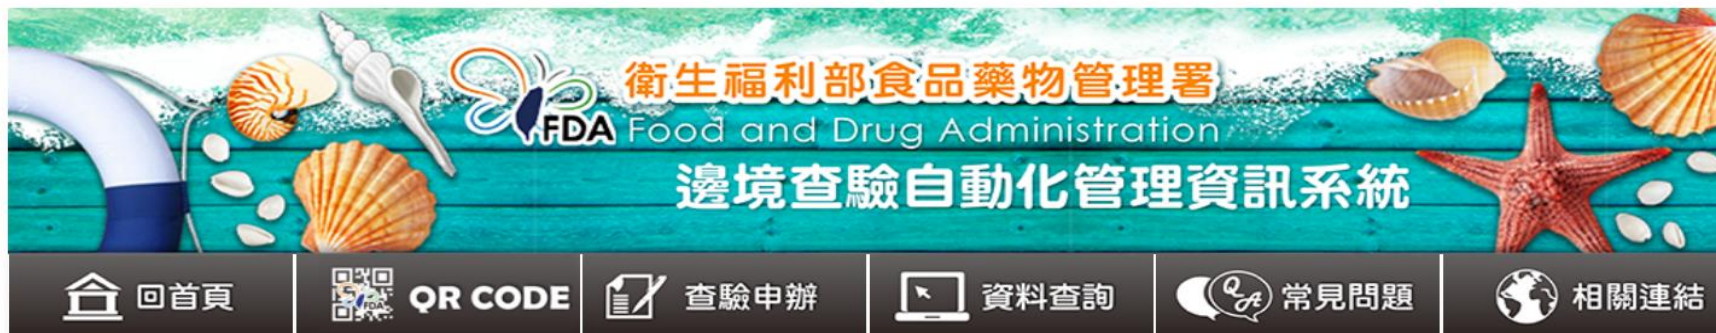 衛生福利部食品藥物管理署
FDA Food and Drug Administration
邊境查驗自動化管理資訊系統
回首頁
QR CODE
查驗申辦
資料查詢
Q&A 常見問題
相關連結